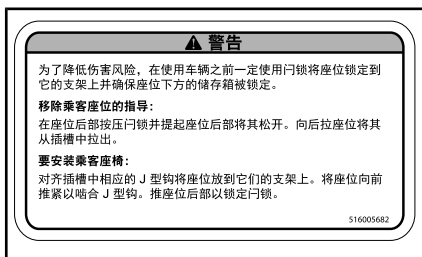 警告
为了降低伤害风险，在使用车辆之前一定使用闩锁将座位锁定到
它的支架上并确保座位下方的储存箱被锁定。
移除乘客座位的指导：
在座位后部按压闩锁并提起座位后部将其松开。向后拉座位将其
从插槽中拉出。
要安装乘客座椅：
对齐插槽中相应的 J 型钩将座位放到它们的支架上。将座位向前
推紧以啮合 J 型钩。推座位后部以锁定闩锁。
516005682